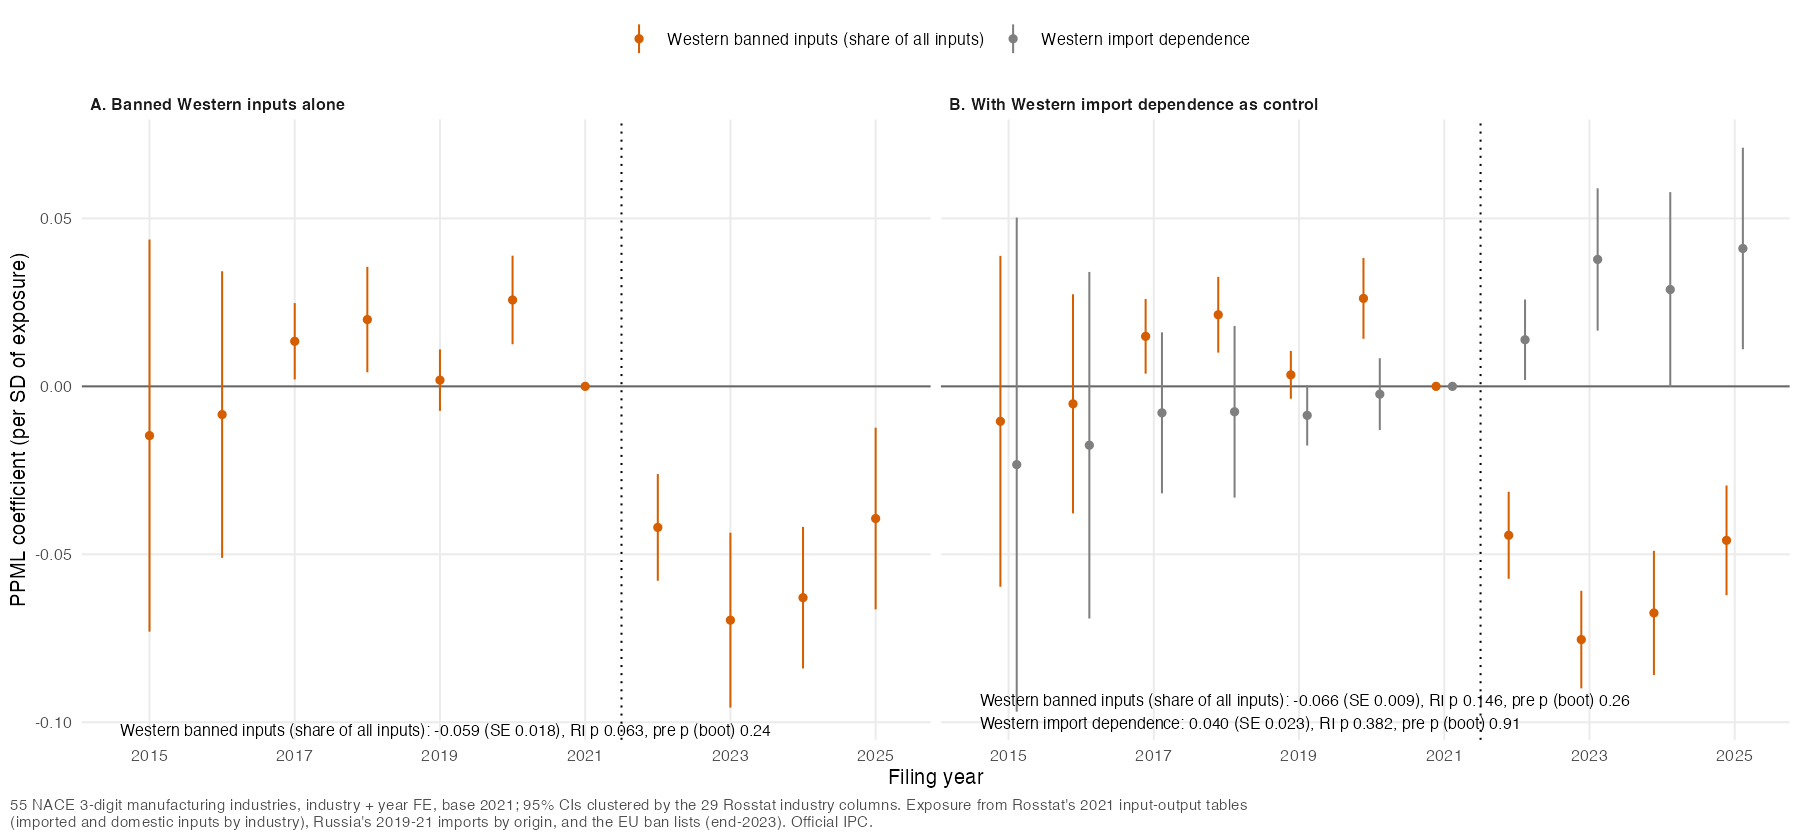 Western banned inputs (share of all inputs)
Western import dependence
A. Banned Western inputs alone
B. With Western import dependence as control
PPML coefficient (per SD of exposure)
0.05
0.00
-0.05
-0.10
Western banned inputs (share of all inputs): -0.059 (SE 0.018), RI p 0.063, pre p (boot) 0.24
Western banned inputs (share of all inputs): -0.066 (SE 0.009), RI p 0.146, pre p (boot) 0.26
Western import dependence: 0.040 (SE 0.023), RI p 0.382, pre p (boot) 0.91
2015
2017
2019
2021
2023
2025
2015
2017
2019
2021
2023
2025
Filing year
55 NACE 3-digit manufacturing industries, industry + year FE, base 2021; 95% CIs clustered by the 29 Rosstat industry columns. Exposure from Rosstat's 2021 input-output tables
(imported and domestic inputs by industry), Russia's 2019-21 imports by origin, and the EU ban lists (end-2023). Official IPC.